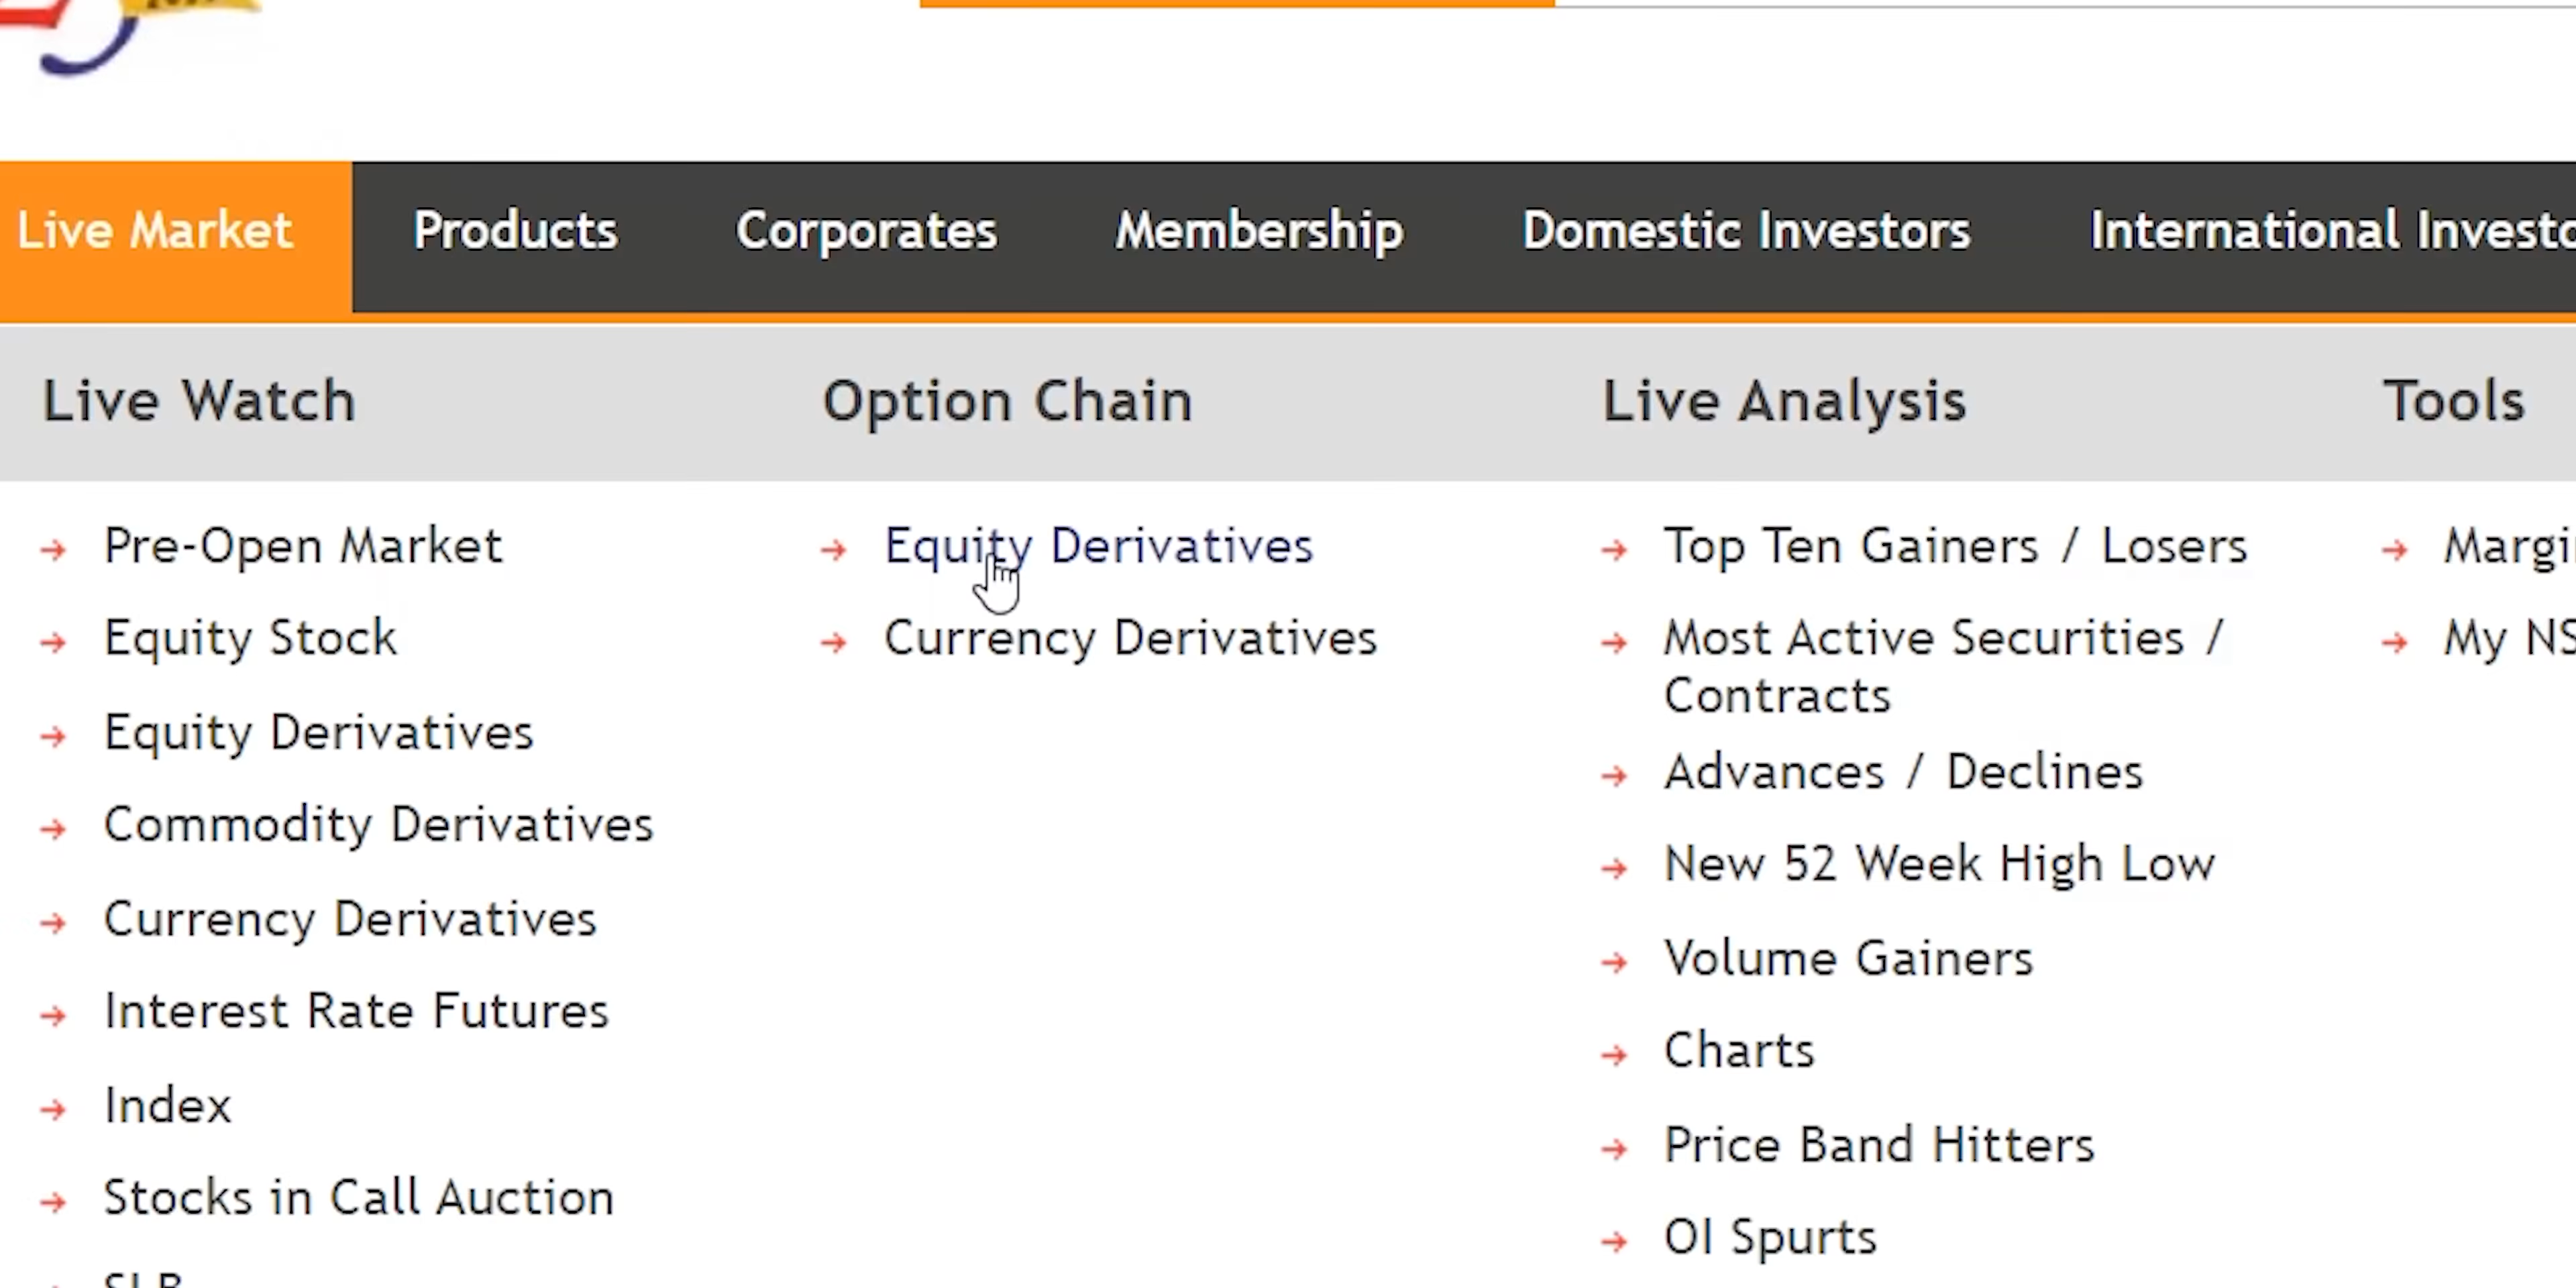 Live Market
Products
Corporates
Membership
Domestic Investors
International
Live Watch
Option Chain
Live Analysis
Tools
Pre-Open Market
Equity Stock
Equity Derivatives
Commodity Derivatives
Currency Derivatives
Interest Rate Futures
Index
Stocks in Call Auction
Equity Derivatives
Currency Derivatives
Top Ten Gainers / Losers
Most Active Securities /
Contracts
Advances / Declines
New 52 Week High Low
Volume Gainers
Charts
Price Band Hitters
OI Spurts
My